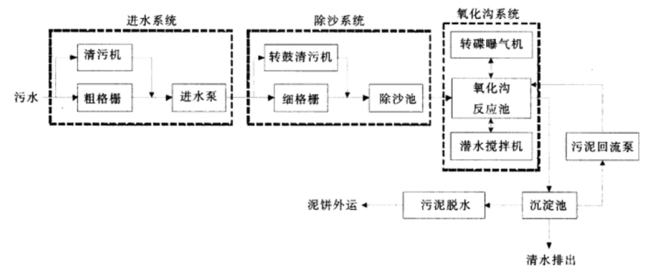 进水系统
除沙系统
氧化沟系统
清污机
转鼓清污机
转碟曝气机
污水
粗格栅
进水泵
细格栅
除沙池
氧化沟
反应池
潜水搅拌机
污泥回流泵
泥饼外运
污泥脱水
沉淀池
清水排出